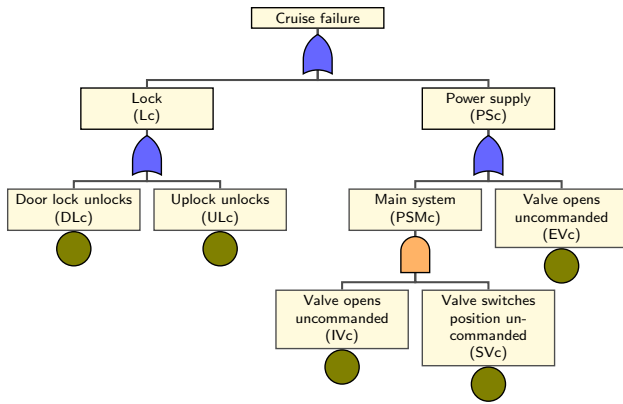 Cruise failure
Lock
(Lc)
Power supply
(PSc)
Door lock unlocks
(DLc)
Uplock unlocks
(ULc)
Main system
(PSMc)
Valve opens
uncommanded
(EVc)
Valve opens
uncommanded
(IVc)
Valve switches
position un-
commanded
(SVc)